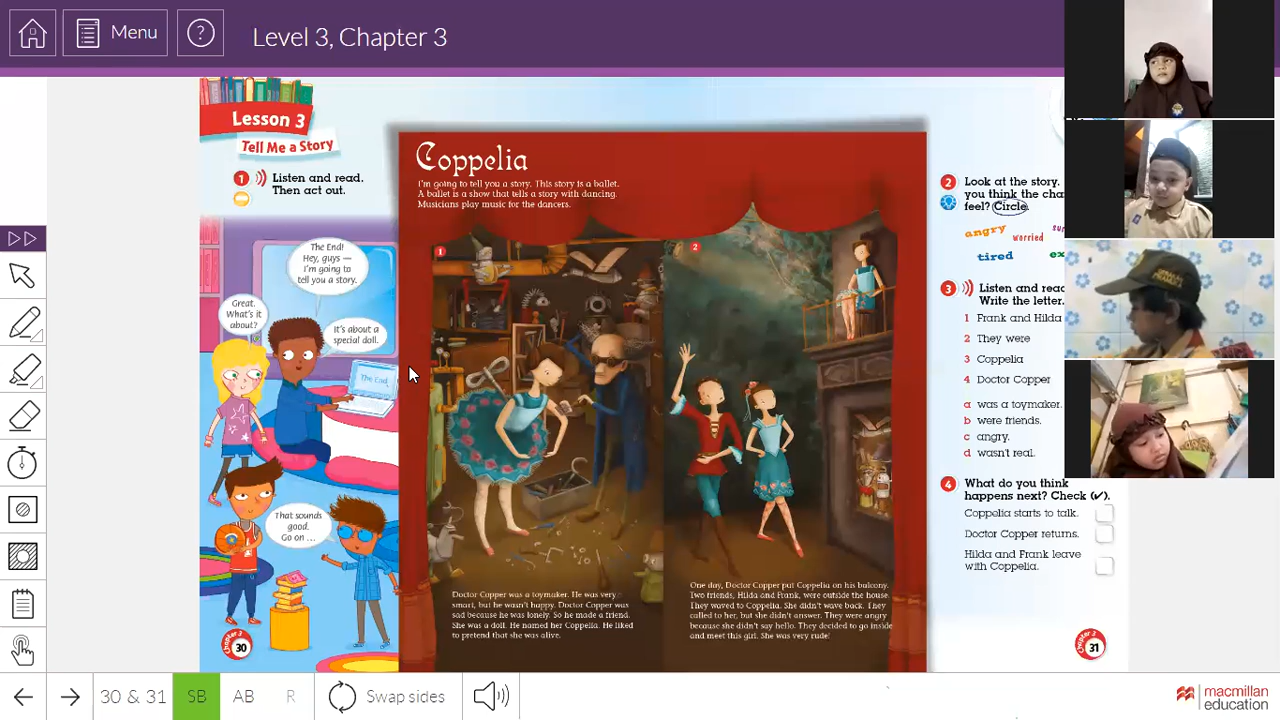 Menu
?
Level 3, Chapter 3
Lesson 3
Tell Me a Story
1 Listen and read.
Then act out.
The End!
Hey, guys –
I'm going to
tell you a story.
Great.
What's it
about?
It's about a
special doll.
The End
That sounds
good.
Go on ...
Chapter 3
30
Coppelia
I'm going to tell you a story. This story is a ballet.
A ballet is a show that tells a story with dancing.
Musicians play music for the dancers.
1
Doctor Copper was a toymaker. He was very
smart, but he wasn't happy. Doctor Copper was
sad because he was lonely. So he made a friend.
She was a doll. He named her Coppelia. He liked
to pretend that she was alive.
2
One day, Doctor Copper put Coppelia on his balcony.
Two friends, Hilda and Frank, were outside the house.
They waved to Coppelia. She didn't wave back. They
called to her, but she didn't answer. They were angry
because she didn't say hello. They decided to go inside
and meet this girl. She was very rude!
2 Look at the story.
you think the cha
feel? Circle.
angry
worried
tired
3 Listen and rea
Write the letter.
1 Frank and Hilda
2 They were
3 Coppelia
4 Doctor Copper
a was a toymaker.
b were friends.
c angry.
d wasn't real.
4 What do you think
happens next? Check (✔).
Coppelia starts to talk.
Doctor Copper returns.
Hilda and Frank leave
with Coppelia.
Chapter 3
31
30 & 31
SB
AB
R
Swap sides
macmillan
education